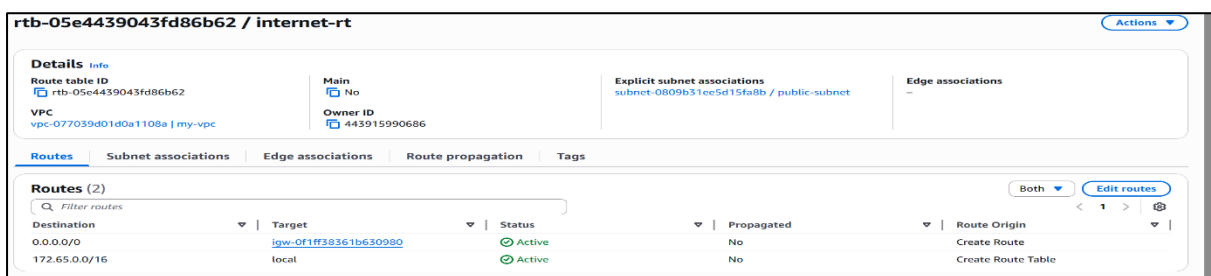 rtb-05e4439043fd86b62 / internet-rt
Actions
Details Info
Route table ID
rtb-05e4439043fd86b62
Main
No
Explicit subnet associations
subnet-0809b31ee5d15fa8b / public-subnet
Edge associations
–
VPC
vpc-077039d01d0a1108a | my-vpc
Owner ID
443915990686
Routes Subnet associations Edge associations Route propagation Tags
Routes (2)
Both Edit routes
Filter routes
< 1 >
Destination Target Status Propagated Route Origin
0.0.0.0/0 igw-0f1ff38361b630980 Active No Create Route
172.65.0.0/16 local Active No Create Route Table